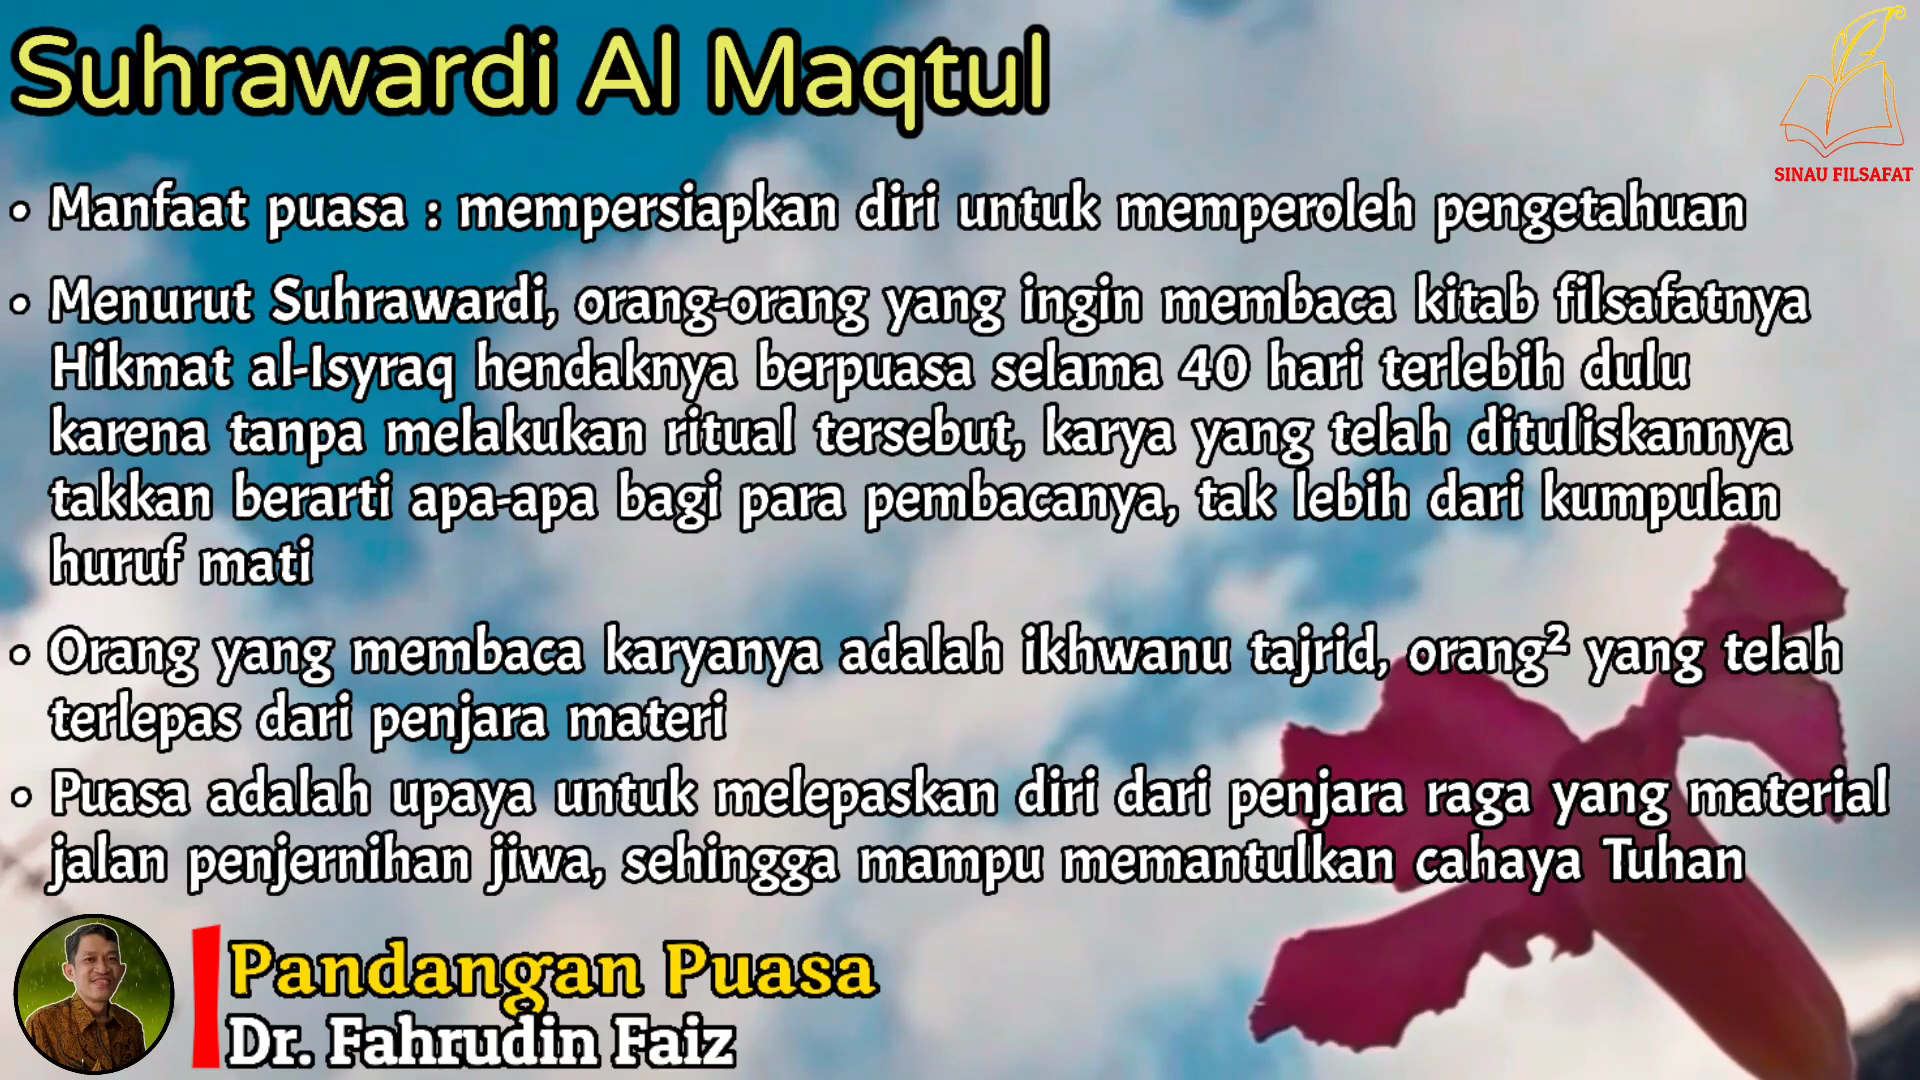 Suhrawardi Al Maqtul
SINAU FILSAFAT
• Manfaat puasa : mempersiapkan diri untuk memperoleh pengetahuan
• Menurut Suhrawardi, orang-orang yang ingin membaca kitab filsafatnya
Hikmat al-Isyraq hendaknya berpuasa selama 40 hari terlebih dulu
karena tanpa melakukan ritual tersebut, karya yang telah dituliskannya
takkan berarti apa-apa bagi para pembacanya, tak lebih dari kumpulan
huruf mati
• Orang yang membaca karyanya adalah ikhwanu tajrid, orang² yang telah
terlepas dari penjara materi
• Puasa adalah upaya untuk melepaskan diri dari penjara raga yang material
jalan penjernihan jiwa, sehingga mampu memantulkan cahaya Tuhan
Pandangan Puasa
Dr. Fahrudin Faiz